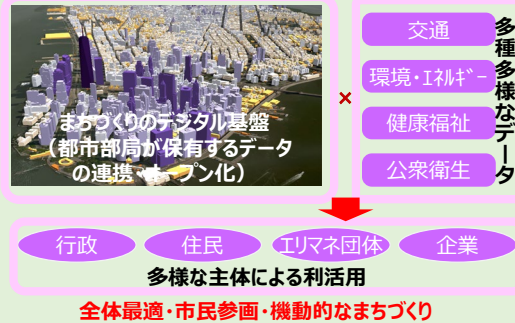 まちづくりのデジタル基盤
（都市部局が保有するデータ
の連携・オープン化）
×
交通
環境・ｴﾈﾙｷﾞｰ
健康福祉
公衆衛生
多種多様なデータ
行政
住民
エリマネ団体
企業
多様な主体による利活用
全体最適・市民参画・機動的なまちづくり